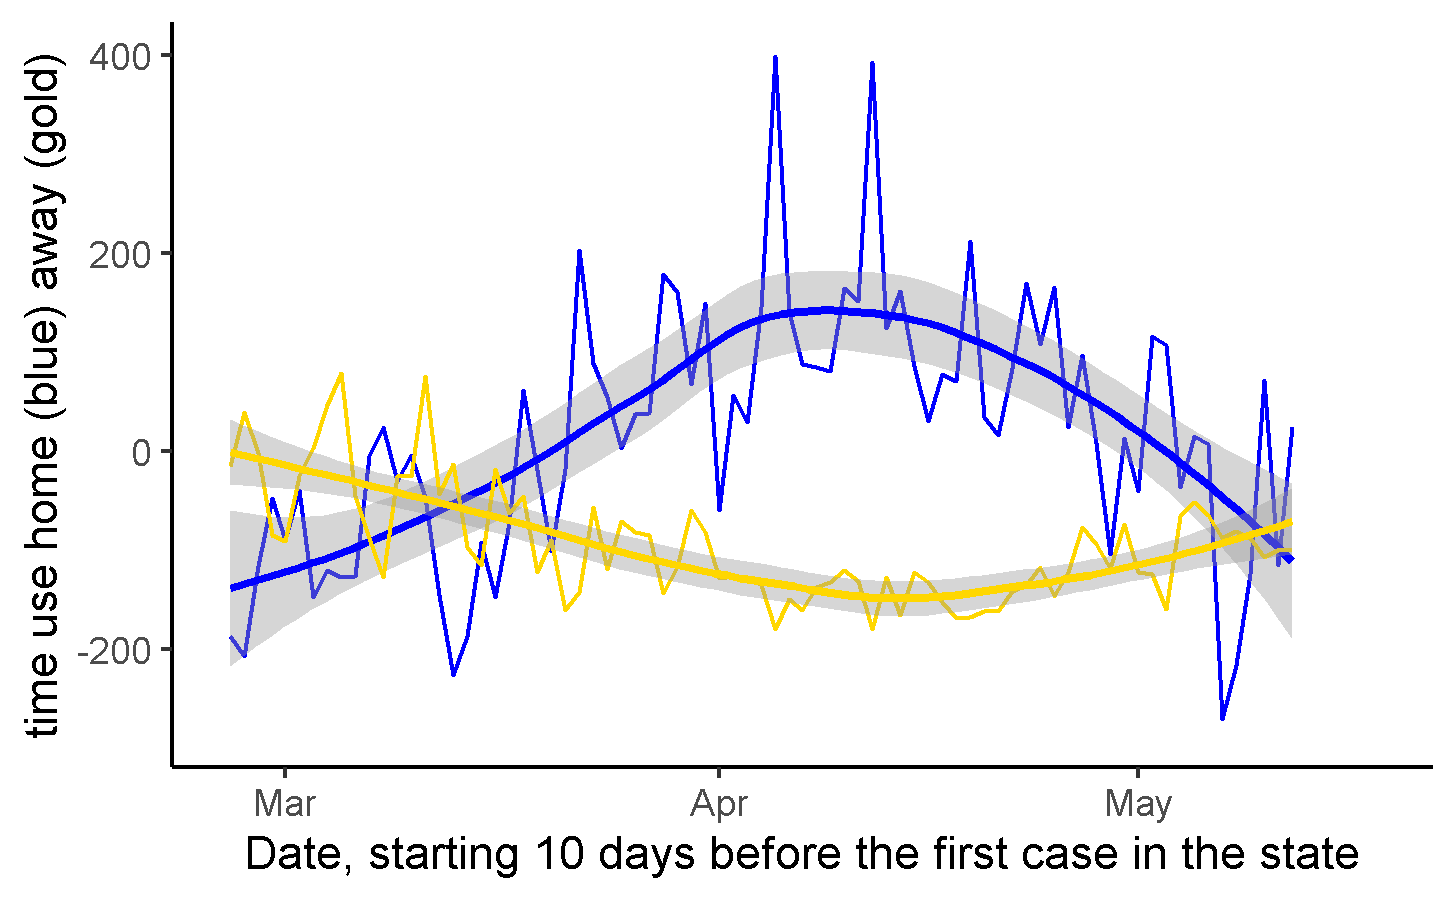 time use home (blue) away (gold)
400
200
0
-200
Mar
Apr
May
Date, starting 10 days before the first case in the state